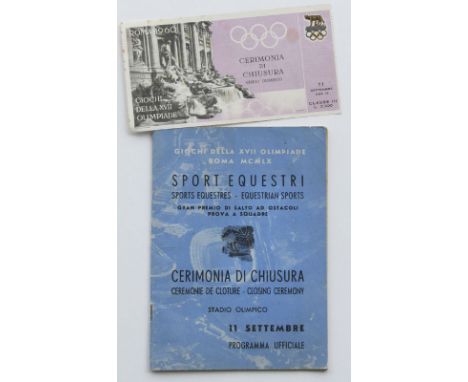 ROMA 1960
GIOCHI
DELLA XVII
OLIMPIADE
CERIMONIA
DI
CHIUSURA
STADIO OLIMPICO
11
SETTEMBRE
CLASSE III
GIOCHI DELLA XVII OLIMPIADE
ROMA MCMLX
SPORT EQUESTRI
SPORTS EQUESTRES - EQUESTRIAN SPORTS
GRAN PREMIO DI SALTO AD OSTACOLI
PROVA A SQUADRE
CERIMONIA DI CHIUSURA
CEREMONIE DE CLOTURE - CLOSING CEREMONY
STADIO OLIMPICO
11 SETTEMBRE
PROGRAMMA UFFICIALE